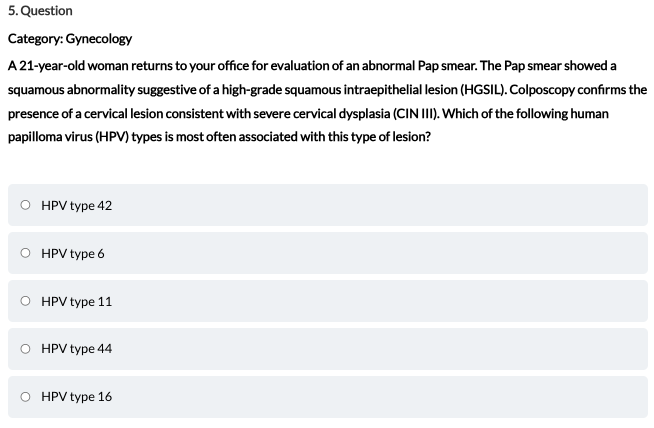 5. Question
Category: Gynecology
A 21-year-old woman returns to your office for evaluation of an abnormal Pap smear. The Pap smear showed a
squamous abnormality suggestive of a high-grade squamous intraepithelial lesion (HGSIL). Colposcopy confirms the
presence of a cervical lesion consistent with severe cervical dysplasia (CIN III). Which of the following human
papilloma virus (HPV) types is most often associated with this type of lesion?
HPV type 42
HPV type 6
HPV type 11
HPV type 44
HPV type 16